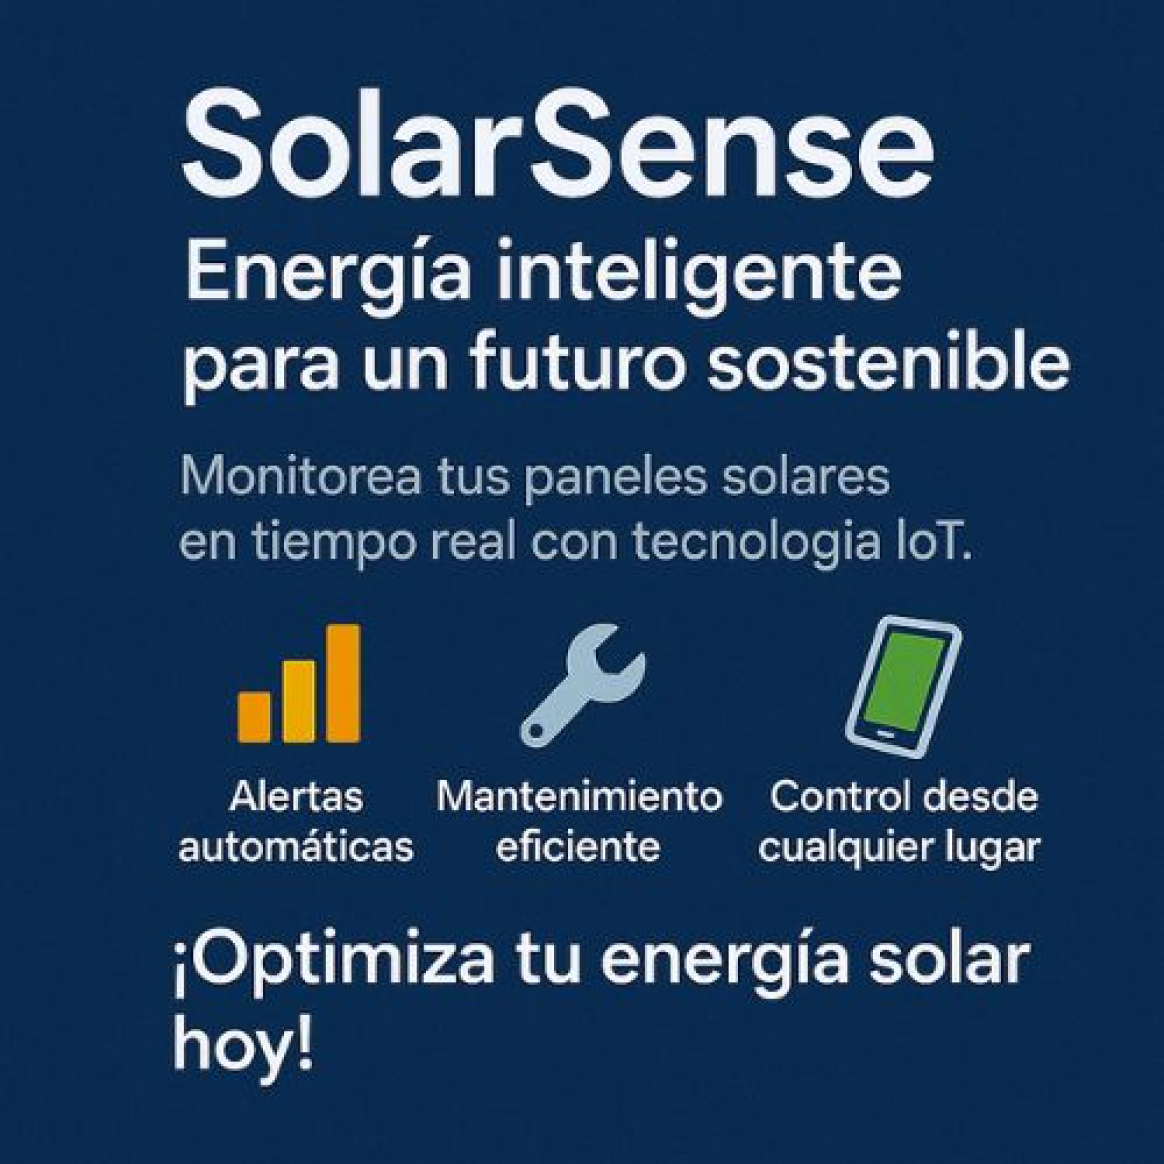 SolarSense
Energía inteligente
para un futuro sostenible
Monitorea tus paneles solares
en tiempo real con tecnologia IoT.
Alertas
automáticas
Mantenimiento
eficiente
Control desde
cualquier lugar
¡Optimiza tu energía solar
hoy!